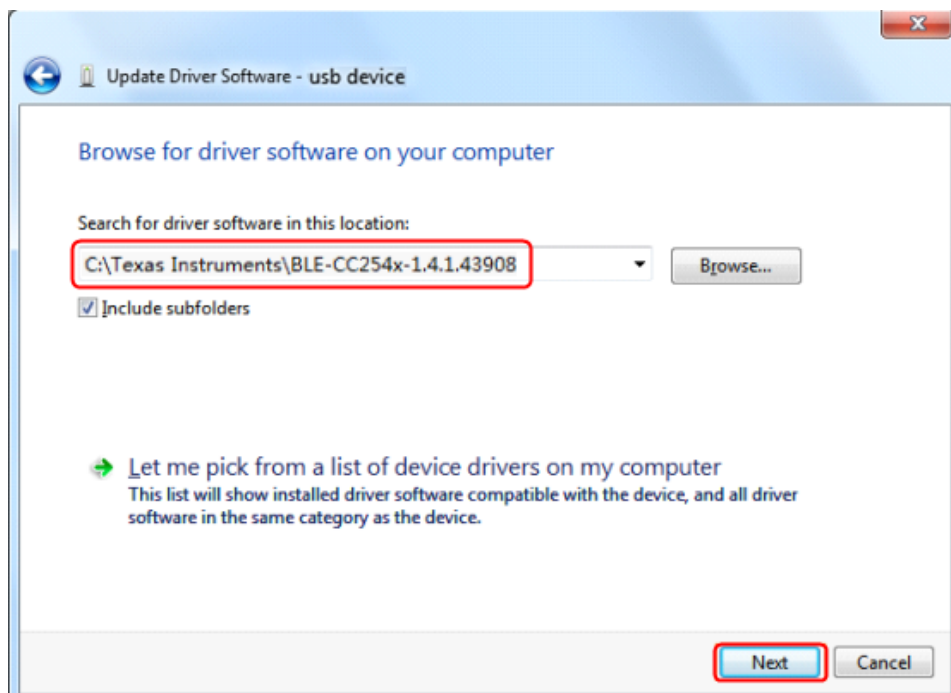 Update Driver Software - usb device
Browse for driver software on your computer
Search for driver software in this location:
C:\Texas Instruments\BLE-CC254x-1.4.1.43908
Browse...
Include subfolders
Let me pick from a list of device drivers on my computer
This list will show installed driver software compatible with the device, and all driver
software in the same category as the device.
Next
Cancel